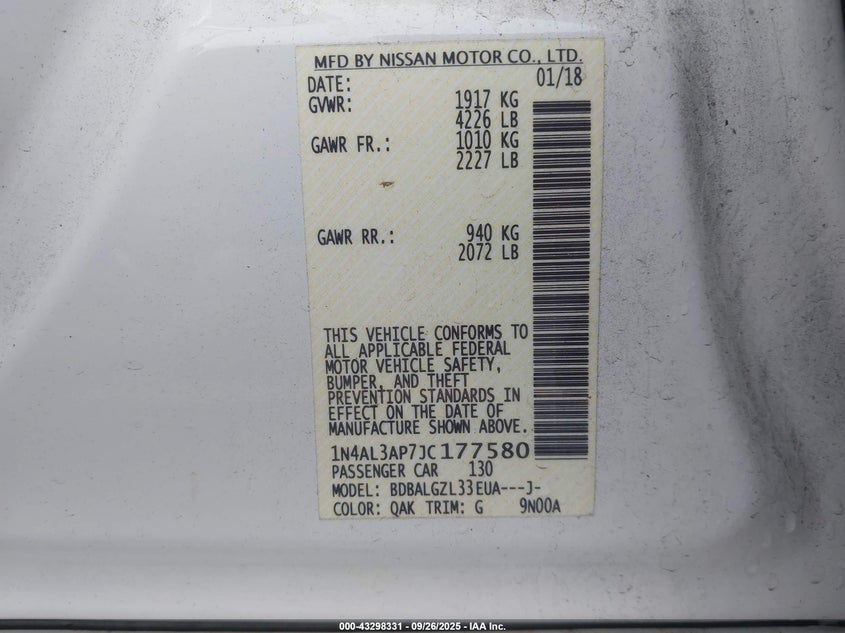 MFD BY NISSAN MOTOR CO., LTD.
DATE: 01/18
GVWR: 1917 KG
4226 LB
GAWR FR.: 1010 KG
2227 LB
GAWR RR.: 940 KG
2072 LB
THIS VEHICLE CONFORMS TO
ALL APPLICABLE FEDERAL
MOTOR VEHICLE SAFETY,
BUMPER, AND THEFT
PREVENTION STANDARDS IN
EFFECT ON THE DATE OF
MANUFACTURE SHOWN ABOVE.
1N4AL3AP7JC177580
PASSENGER CAR 130
MODEL: BDBALGZL33EUA---J-
COLOR: QAK TRIM: G 9N00A
000-43298331 — 09/26/2025 — IAA Inc.